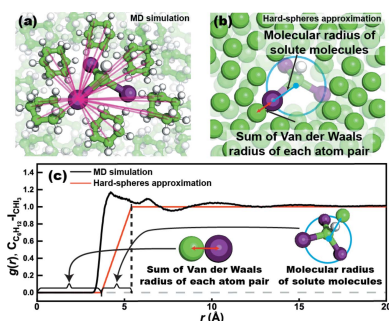 (a)
MD simulation
(b)
Hard-spheres approximation
Molecular radius
of solute molecules
Sum of Van der Waals
radius of each atom pair
(c)
MD simulation
Hard-spheres approximation
g(r), C_C6H12-I_CHI3
1.4
1.2
1.0
0.8
0.6
0.4
0.2
0.0
Sum of Van der Waals
radius of each atom pair
Molecular radius
of solute molecules
0
5
10
15
20
r (Å)